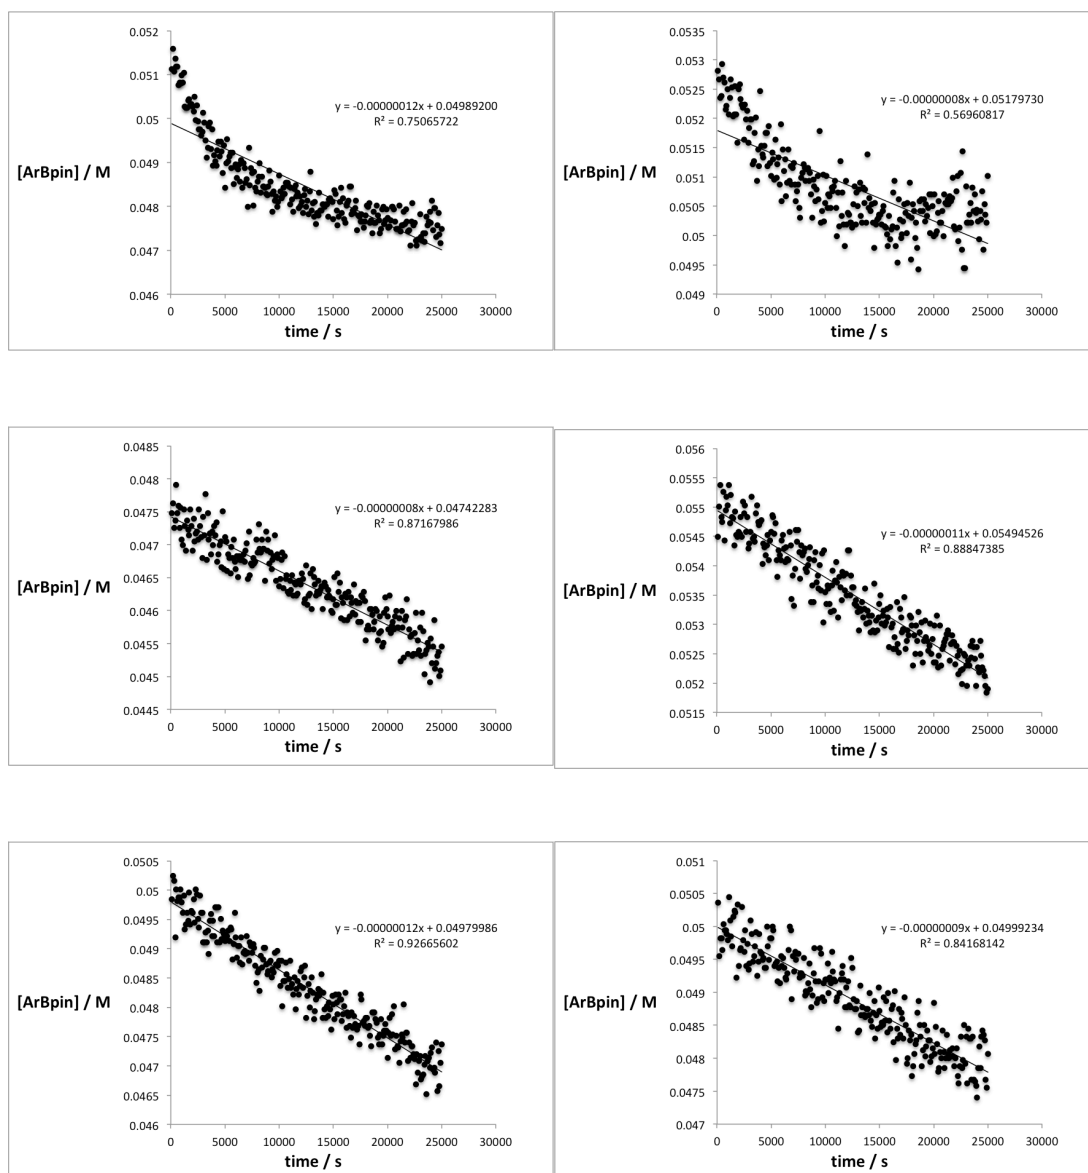 0.052
0.051
0.05
0.049
0.048
0.047
0.046
[ArBpin] / M
y = -0.00000012x + 0.04989200
R² = 0.75065722
0 5000 10000 15000 20000 25000 30000
time / s
0.0535
0.053
0.0525
0.052
0.0515
0.051
0.0505
0.05
0.0495
0.049
[ArBpin] / M
y = -0.00000008x + 0.05179730
R² = 0.56960817
0 5000 10000 15000 20000 25000 30000
time / s
0.0485
0.048
0.0475
0.047
0.0465
0.046
0.0455
0.045
0.0445
[ArBpin] / M
y = -0.00000008x + 0.04742283
R² = 0.87167986
0 5000 10000 15000 20000 25000 30000
time / s
0.056
0.0555
0.055
0.0545
0.054
0.0535
0.053
0.0525
0.052
0.0515
[ArBpin] / M
y = -0.00000011x + 0.05494526
R² = 0.88847385
0 5000 10000 15000 20000 25000 30000
time / s
0.0505
0.05
0.0495
0.049
0.0485
0.048
0.0475
0.047
0.0465
0.046
[ArBpin] / M
y = -0.00000012x + 0.04979986
R² = 0.92665602
0 5000 10000 15000 20000 25000 30000
time / s
0.051
0.0505
0.05
0.0495
0.049
0.0485
0.048
0.0475
0.047
[ArBpin] / M
y = -0.00000009x + 0.04999234
R² = 0.84168142
0 5000 10000 15000 20000 25000 30000
time / s